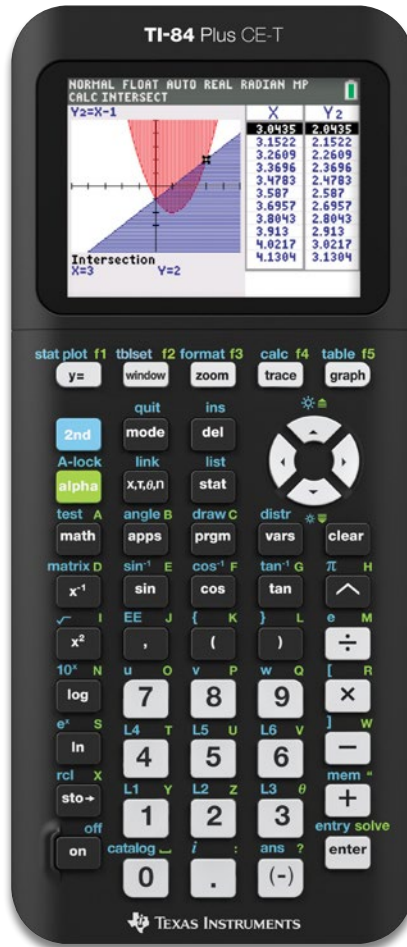 TI-84 Plus CE-T
NORMAL FLOAT AUTO REAL RADIAN MP
CALC INTERSECT
Y2=X-1
X Y2
3.0435 2.0435
3.1522 2.1522
3.2609 2.2609
3.3696 2.3696
3.4783 2.4783
3.587 2.587
3.6957 2.6957
3.8043 2.8043
3.913 2.913
4.0217 3.0217
4.1304 3.1304
Intersection
X=3 Y=2
stat plot f1 tblset f2 format f3 calc f4 table f5
y= window zoom trace graph
quit ins
2nd mode del
A-lock link list
alpha x,τ,θ,n stat
test A angle B draw C distr
math apps prgm vars clear
matrix D sin⁻¹ E cos⁻¹ F tan⁻¹ G π H
x⁻¹ sin cos tan ^
√ I EE J { K } L e M
x² , ( ) ÷
10ˣ N u O v P w Q [ R
log 7 8 9 ×
eˣ S L4 T L5 U L6 V ] W
ln 4 5 6 −
rcl X L1 Y L2 Z L3 θ mem "
sto→ 1 2 3 +
off catalog ⎵ i : ans ? entry solve
on 0 . (-) enter
TEXAS INSTRUMENTS